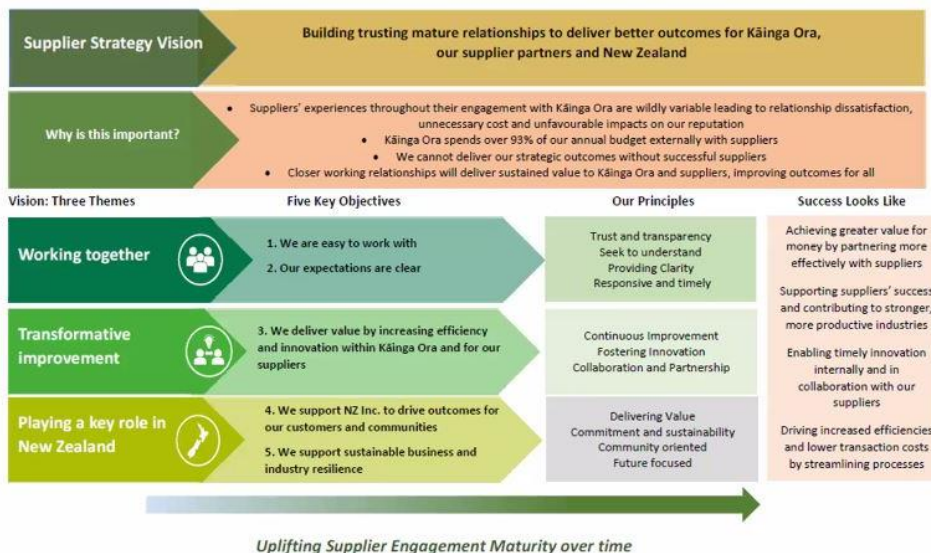 Supplier Strategy Vision
Building trusting mature relationships to deliver better outcomes for Kāinga Ora,
our supplier partners and New Zealand
Why is this important?
• Suppliers' experiences throughout their engagement with Kāinga Ora are wildly variable leading to relationship dissatisfaction,
unnecessary cost and unfavourable impacts on our reputation
• Kāinga Ora spends over 93% of our annual budget externally with suppliers
• We cannot deliver our strategic outcomes without successful suppliers
• Closer working relationships will deliver sustained value to Kāinga Ora and suppliers, improving outcomes for all
Vision: Three Themes
Five Key Objectives
Our Principles
Success Looks Like
Working together
1. We are easy to work with
2. Our expectations are clear
Trust and transparency
Seek to understand
Providing Clarity
Responsive and timely
Transformative
improvement
3. We deliver value by increasing efficiency
and innovation within Kāinga Ora and for our
suppliers
Continuous Improvement
Fostering Innovation
Collaboration and Partnership
Playing a key role in
New Zealand
4. We support NZ Inc. to drive outcomes for
our customers and communities
5. We support sustainable business and
industry resilience
Delivering Value
Commitment and sustainability
Community oriented
Future focused
Achieving greater value for
money by partnering more
effectively with suppliers
Supporting suppliers' success
and contributing to stronger,
more productive industries
Enabling timely innovation
internally and in
collaboration with our
suppliers
Driving increased efficiencies
and lower transaction costs
by streamlining processes
Uplifting Supplier Engagement Maturity over time